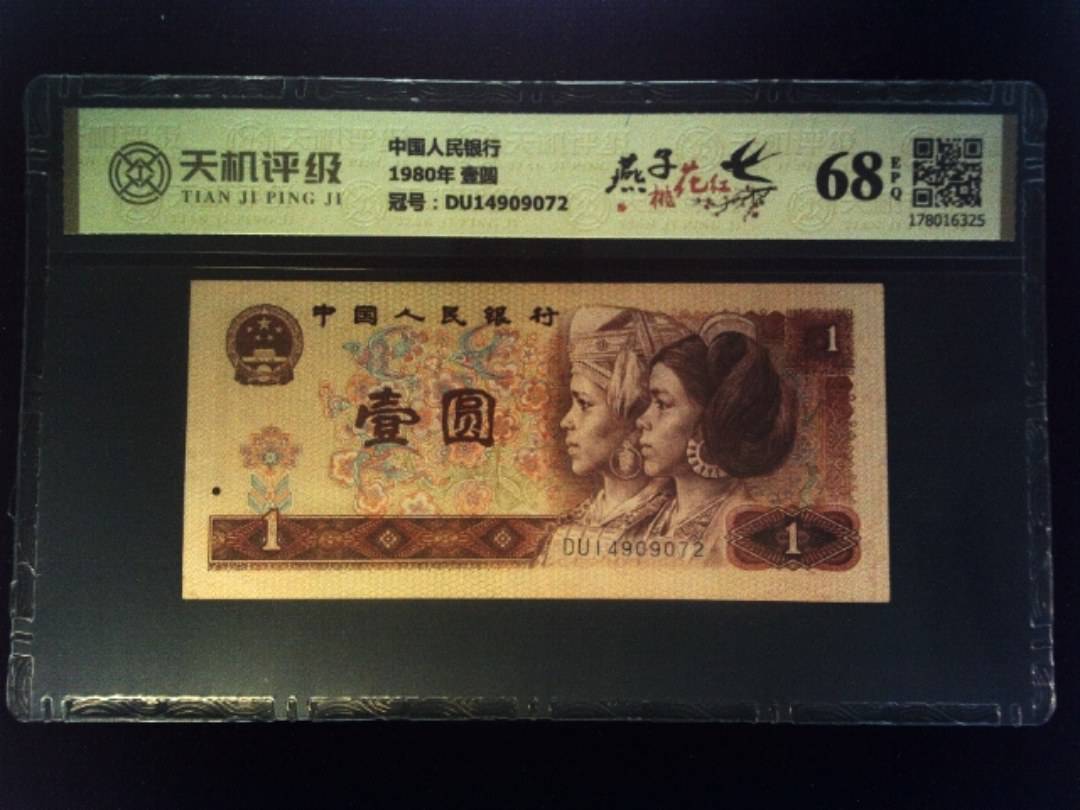 天机评级
TIAN JI PING JI
中国人民银行
1980年 壹圆
冠号：DU14909072
燕子
桃花红
68
EPQ
178016325
中国人民银行
1
壹圆
1
DU14909072
1